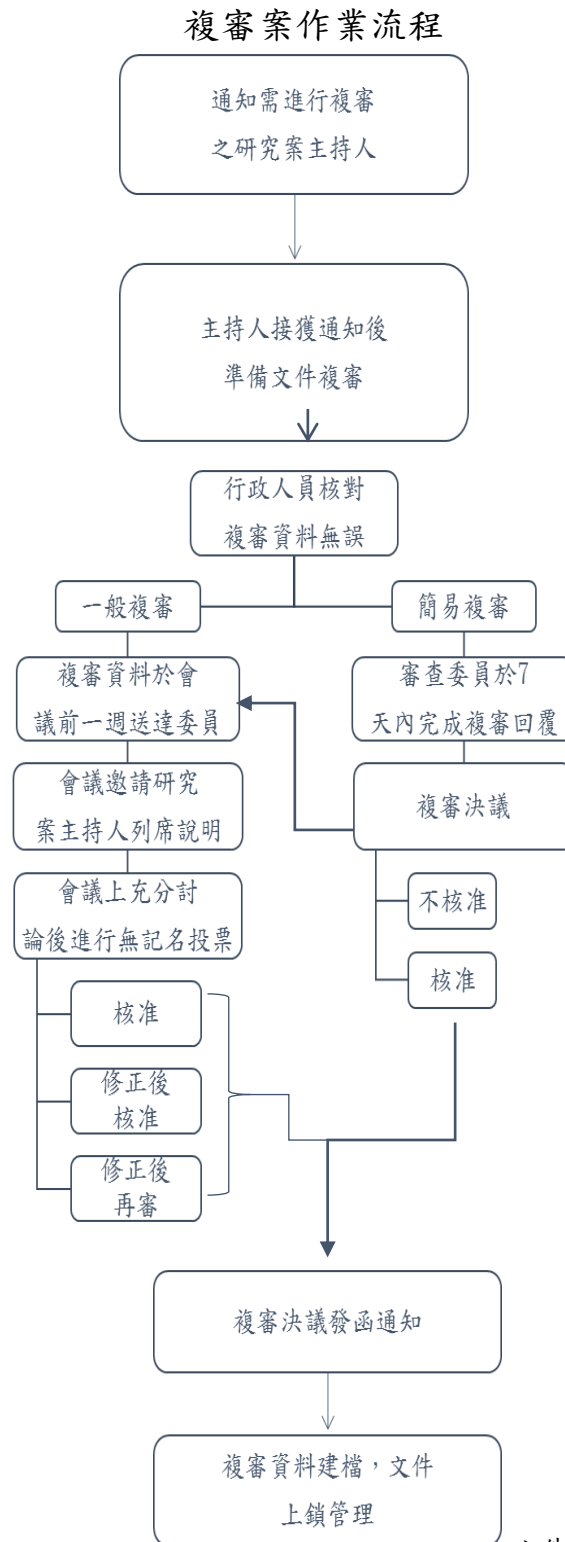 複審案作業流程
通知需進行複審
之研究案主持人
主持人接獲通知後
準備文件複審
行政人員核對
複審資料無誤
一般複審
簡易複審
複審資料於會
議前一週送達委員
審查委員於7
天內完成複審回覆
會議邀請研究
案主持人列席說明
複審決議
會議上充分討
論後進行無記名投票
不核准
核准
核准
修正後
核准
修正後
再審
複審決議發函通知
複審資料建檔，文件
上鎖管理